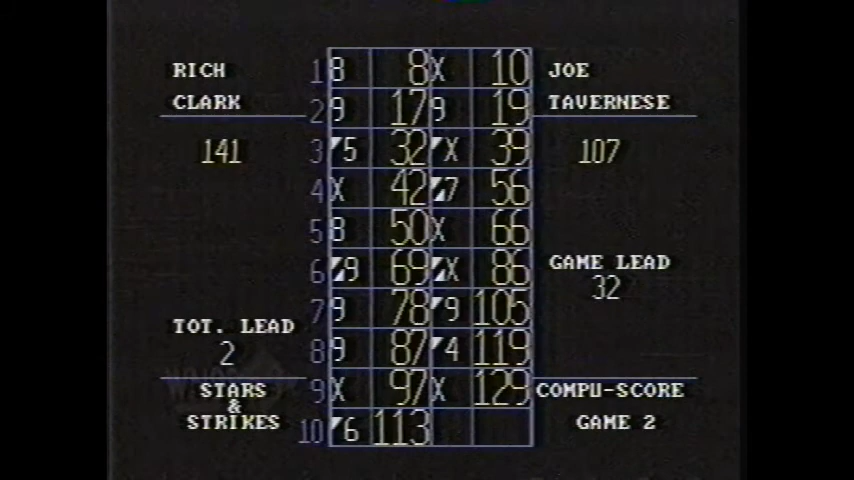 RICH
CLARK
141
TOT. LEAD
2
STARS
&
STRIKES
1 8 8 X 10
2 9 17 9 19
3 5 32 X 39
4 X 42 7 56
5 8 50 X 66
6 9 69 X 86
7 9 78 9 105
8 9 87 4 119
9 X 97 X 129
10 6 113
JOE
TAVERNESE
107
GAME LEAD
32
COMPU-SCORE
GAME 2